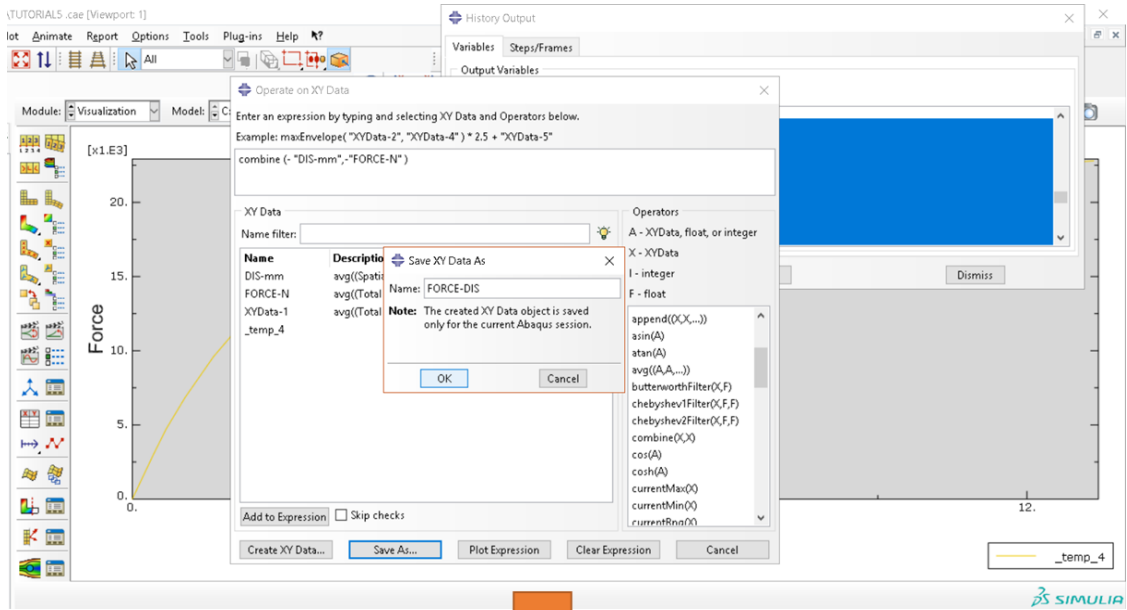 \TUTORIAL5 .cae [Viewport: 1]
History Output
lot Animate Report Options Tools Plug-ins Help
All
Variables Steps/Frames
Output Variables
Operate on XY Data
Module: Visualization Model:
Enter an expression by typing and selecting XY Data and Operators below.
Example: maxEnvelope( "XYData-2", "XYData-4" ) * 2.5 + "XYData-5"
combine (- "DIS-mm",-"FORCE-N" )
[x1.E3]
20.
15.
10.
5.
0.
Force
0.
12.
XY Data
Name filter:
Name Descriptio
DIS-mm avg((Spatia
FORCE-N avg((Total
XYData-1 avg((Total
_temp_4
Save XY Data As
Name: FORCE-DIS
Note: The created XY Data object is saved
only for the current Abaqus session.
OK Cancel
Operators
A - XYData, float, or integer
X - XYData
I - integer
F - float
append((X,X,...))
asin(A)
atan(A)
avg((A,A,...))
butterworthFilter(X,F)
chebyshev1Filter(X,F,F)
chebyshev2Filter(X,F,F)
combine(X,X)
cos(A)
cosh(A)
currentMax(X)
currentMin(X)
currentRng(X)
Dismiss
Add to Expression Skip checks
Create XY Data... Save As... Plot Expression Clear Expression Cancel
_temp_4
SIMULIA